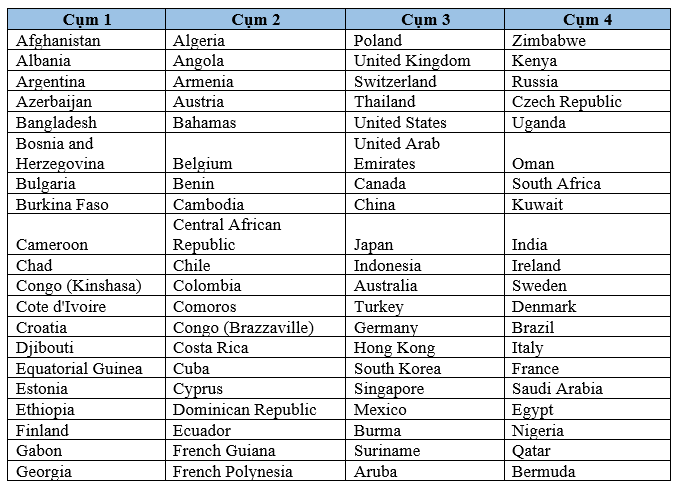 Cụm 1 Cụm 2 Cụm 3 Cụm 4
Afghanistan Algeria Poland Zimbabwe
Albania Angola United Kingdom Kenya
Argentina Armenia Switzerland Russia
Azerbaijan Austria Thailand Czech Republic
Bangladesh Bahamas United States Uganda
Bosnia and United Arab
Herzegovina Belgium Emirates Oman
Bulgaria Benin Canada South Africa
Burkina Faso Cambodia China Kuwait
Central African
Cameroon Republic Japan India
Chad Chile Indonesia Ireland
Congo (Kinshasa) Colombia Australia Sweden
Cote d'Ivoire Comoros Turkey Denmark
Croatia Congo (Brazzaville) Germany Brazil
Djibouti Costa Rica Hong Kong Italy
Equatorial Guinea Cuba South Korea France
Estonia Cyprus Singapore Saudi Arabia
Ethiopia Dominican Republic Mexico Egypt
Finland Ecuador Burma Nigeria
Gabon French Guiana Suriname Qatar
Georgia French Polynesia Aruba Bermuda